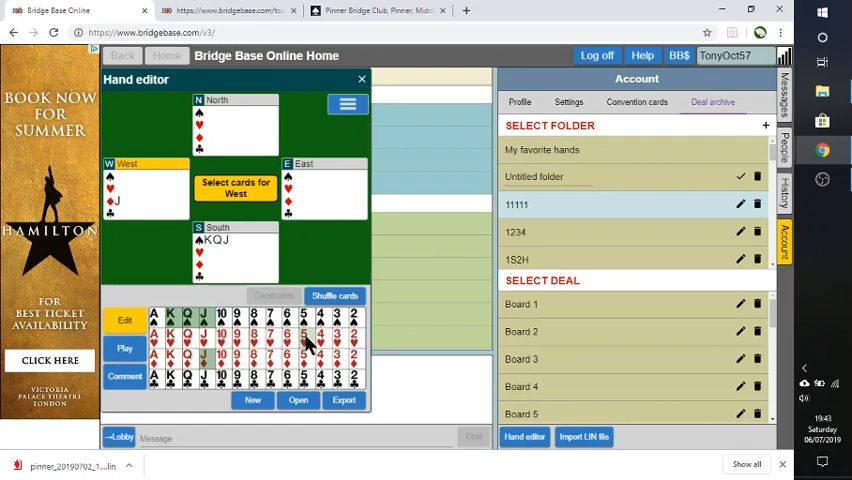 Bridge Base Online
https://www.bridgebase.com/too
Pinner Bridge Club, Pinner, Middl
https://www.bridgebase.com/v3/
Back
Home
Bridge Base Online Home
Log off
Help
BB$
TonyOct57
BOOK NOW
FOR
SUMMER
HAMILTON
FOR
BEST TICKET
AVAILABILITY
CLICK HERE
VICTORIA
PALACE THEATRE
LONDON
Hand editor
N North
♠
♥
♦
♣
W West
♠
♥
♦J
♣
Select cards for
West
E East
♠
♥
♦
♣
S South
♠KQJ
♥
♦
♣
Constraints
Shuffle cards
Edit
Play
Comment
A K Q J 10 9 8 7 6 5 4 3 2
A K Q J 10 9 8 7 6 5 4 3 2
A K Q J 10 9 8 7 6 5 4 3 2
A K Q J 10 9 8 7 6 5 4 3 2
New
Open
Export
→Lobby
Message
Chat
Account
Profile
Settings
Convention cards
Deal archive
SELECT FOLDER
+
My favorite hands
Untitled folder
11111
1234
1S2H
SELECT DEAL
Board 1
Board 2
Board 3
Board 4
Board 5
Hand editor
Import LIN file
Messages
People
History
Account
pinner_20190702_1....lin
Show all
19:43
Saturday
06/07/2019